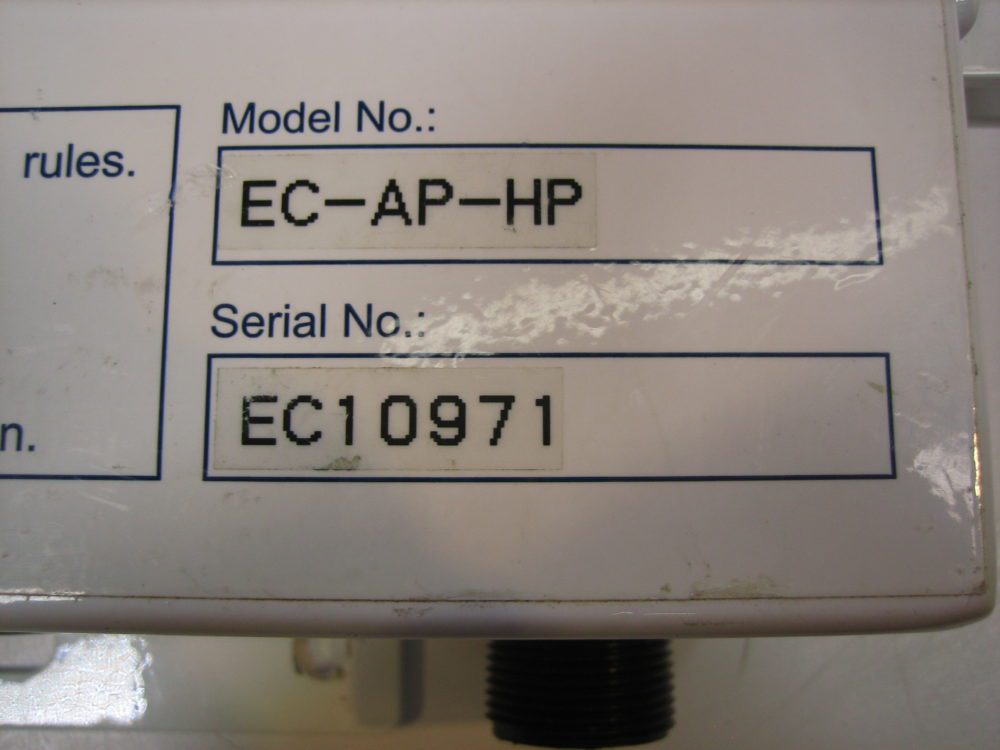 rules.
n.
Model No.:
EC-AP-HP
Serial No.:
EC10971